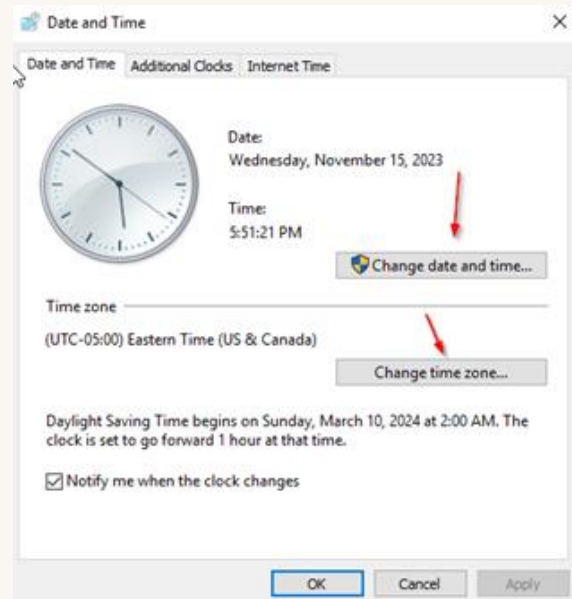 Date and Time
Date and Time
Additional Clocks
Internet Time
Date:
Wednesday, November 15, 2023
Time:
5:51:21 PM
Change date and time...
Time zone
(UTC-05:00) Eastern Time (US & Canada)
Change time zone...
Daylight Saving Time begins on Sunday, March 10, 2024 at 2:00 AM. The
clock is set to go forward 1 hour at that time.
Notify me when the clock changes
OK
Cancel
Apply